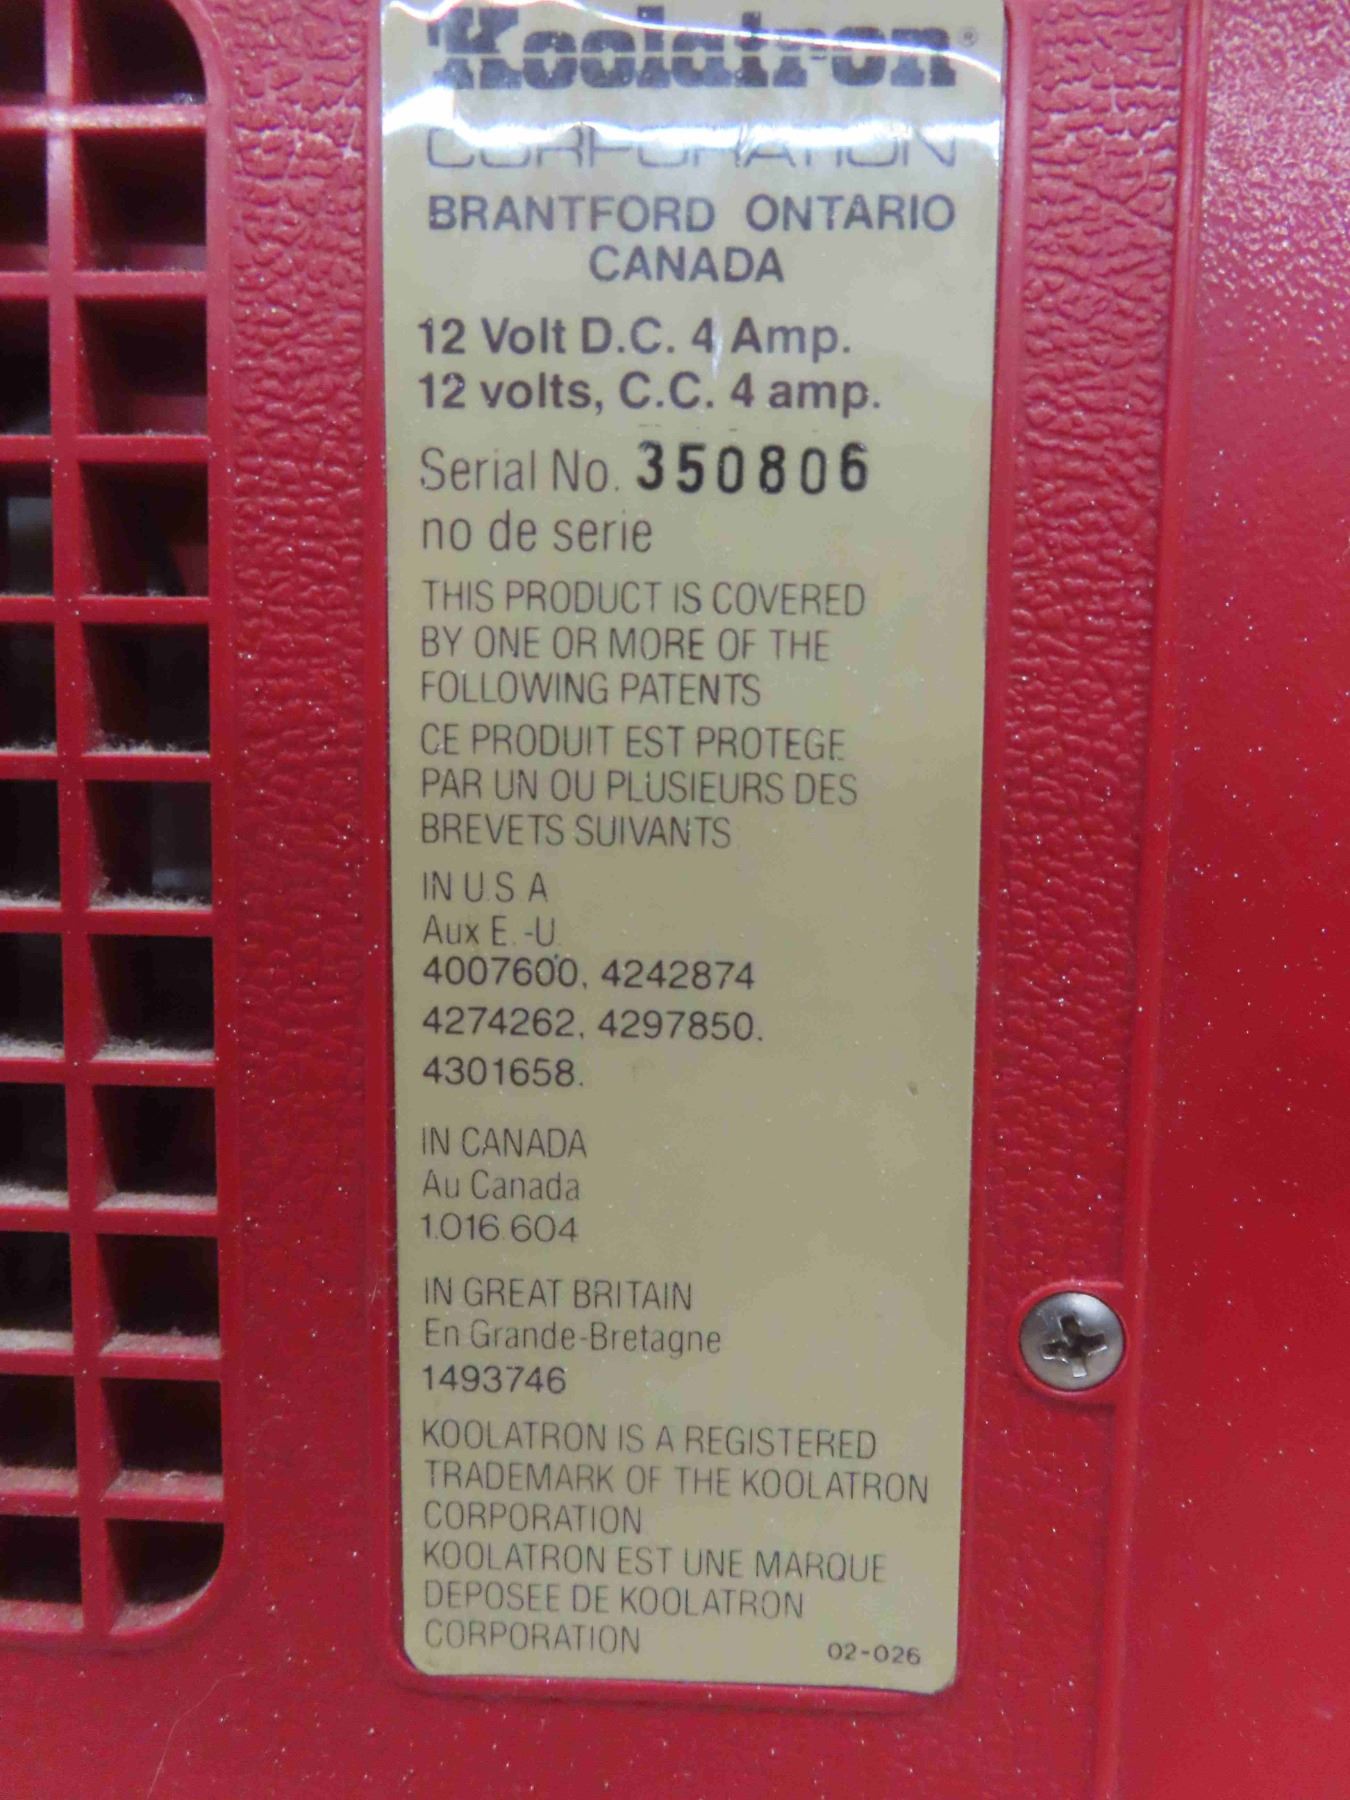 Koolatron®
CORPORATION
BRANTFORD ONTARIO
CANADA
12 Volt D.C. 4 Amp.
12 volts, C.C. 4 amp.
Serial No. 350806
no de serie
THIS PRODUCT IS COVERED
BY ONE OR MORE OF THE
FOLLOWING PATENTS
CE PRODUIT EST PROTEGE
PAR UN OU PLUSIEURS DES
BREVETS SUIVANTS
IN U.S.A
Aux E.-U.
4007600, 4242874
4274262, 4297850.
4301658.
IN CANADA
Au Canada
1.016.604
IN GREAT BRITAIN
En Grande-Bretagne
1493746
KOOLATRON IS A REGISTERED
TRADEMARK OF THE KOOLATRON
CORPORATION
KOOLATRON EST UNE MARQUE
DEPOSEE DE KOOLATRON
CORPORATION
02-026